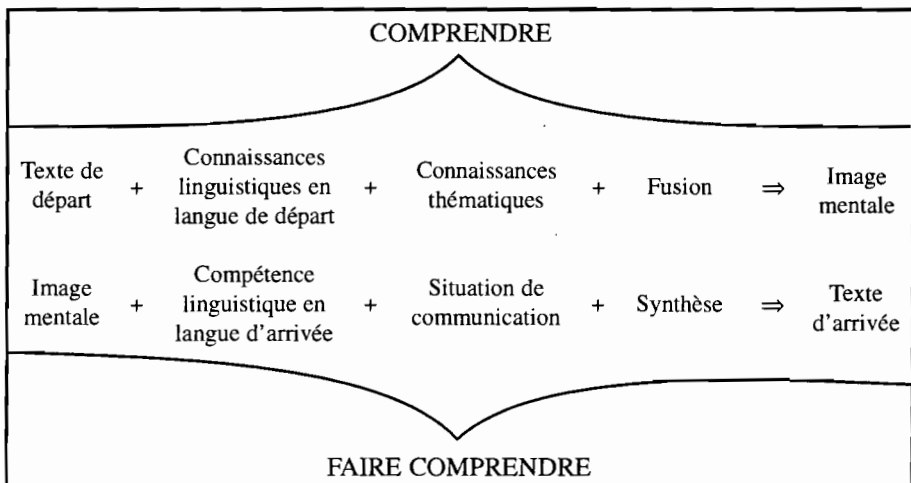 COMPRENDRE
Texte de départ + Connaissances linguistiques en langue de départ + Connaissances thématiques + Fusion ⇒ Image mentale
Image mentale + Compétence linguistique en langue d'arrivée + Situation de communication + Synthèse ⇒ Texte d'arrivée
FAIRE COMPRENDRE